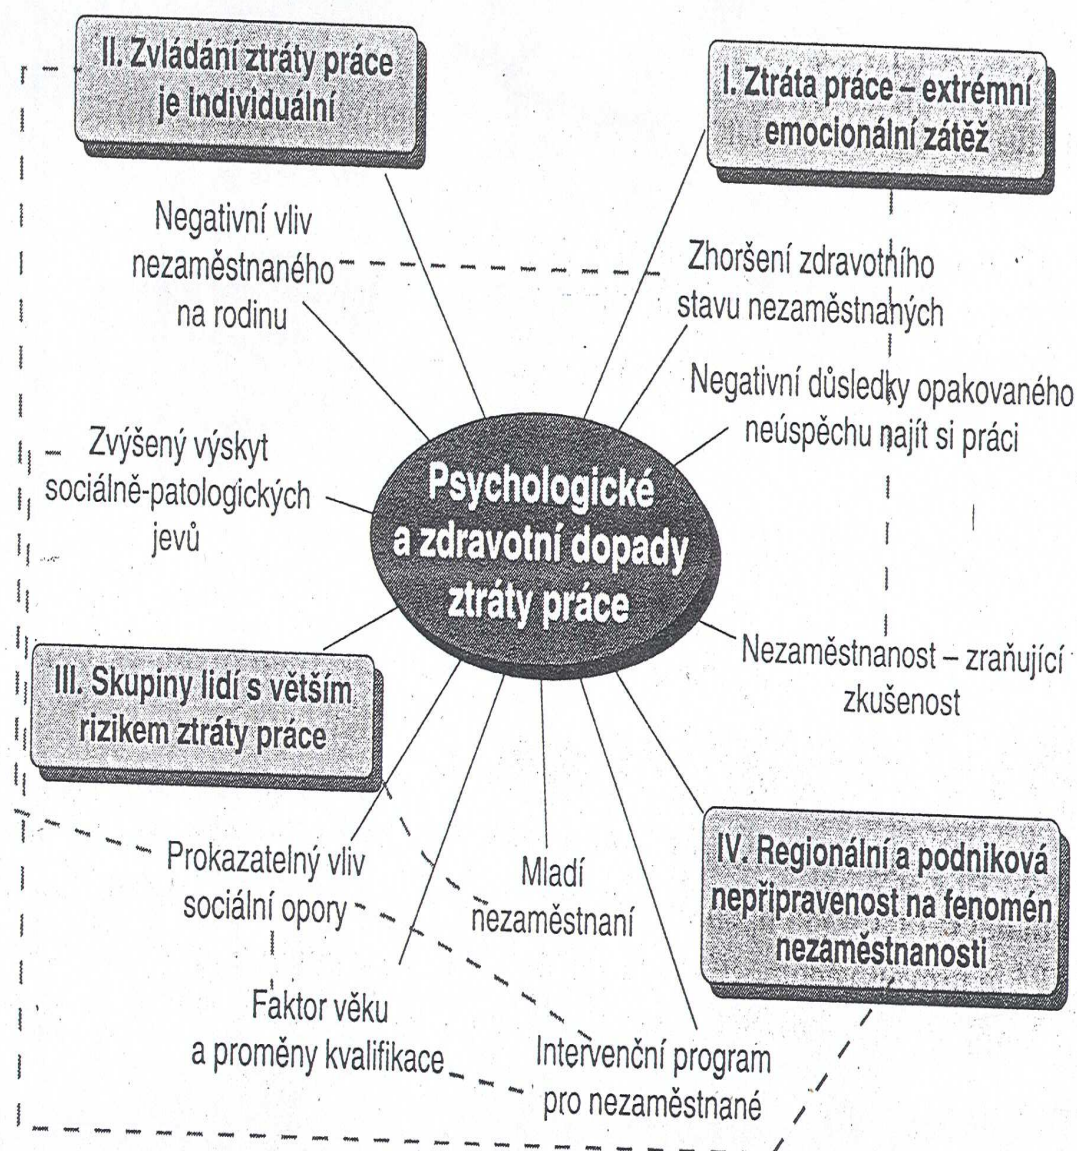 II. Zvládání ztráty práce
je individuální
I. Ztráta práce – extrémní
emocionální zátěž
Negativní vliv
nezaměstnaného
na rodinu
Zhoršení zdravotního
stavu nezaměstnahých
Negativní důsledky opakovaného
neúspěchu najít si práci
Zvýšený výskyt
sociálně-patologických
jevů
Psychologické
a zdravotní dopady
ztráty práce
Nezaměstnanost – zraňující
zkušenost
III. Skupiny lidí s větším
rizikem ztráty práce
Prokazatelný vliv
sociální opory
Mladí
nezaměstnaní
IV. Regionální a podniková
nepřipravenost na fenomén
nezaměstnanosti
Faktor věku
a proměny kvalifikace
Intervenční program
pro nezaměstnané